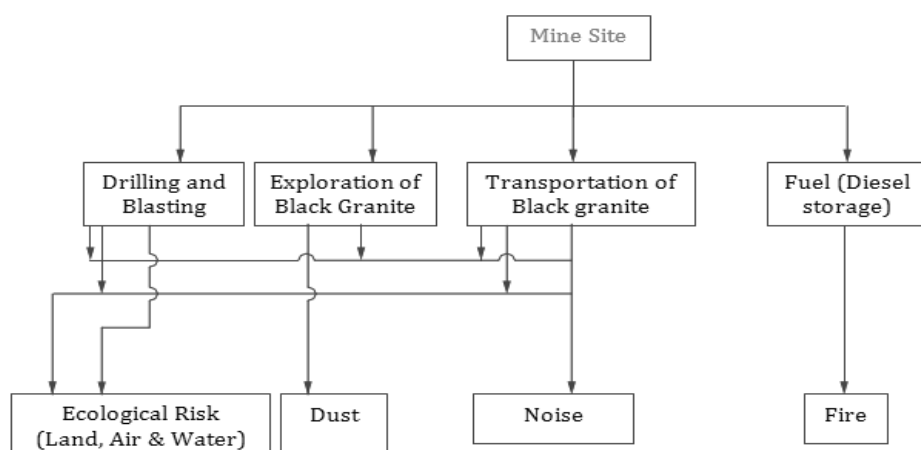 Mine Site
Drilling and
Blasting
Exploration of
Black Granite
Transportation of
Black granite
Fuel (Diesel
storage)
Ecological Risk
(Land, Air & Water)
Dust
Noise
Fire